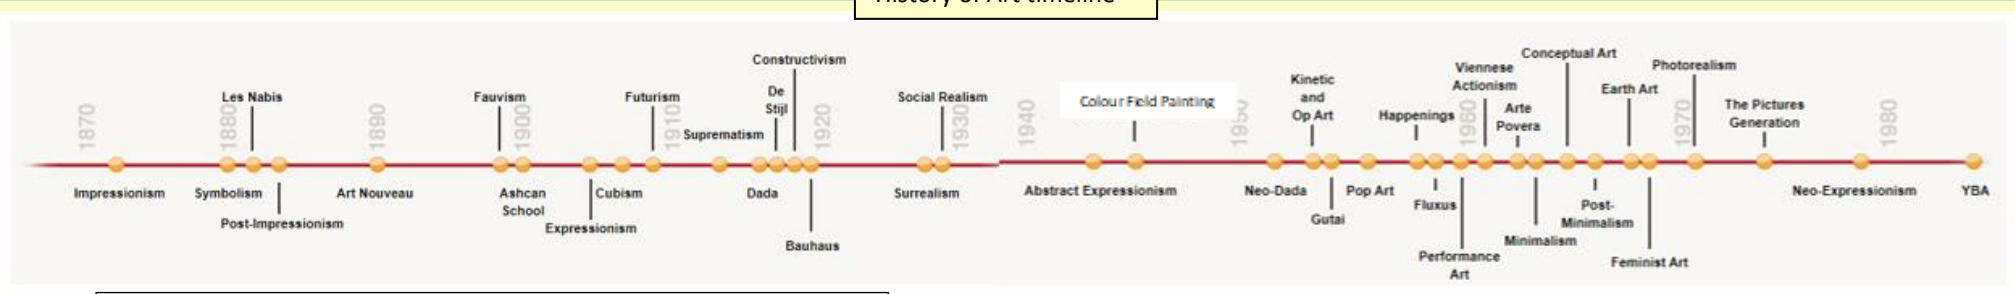 History of Art timeline
Constructivism
Conceptual Art
Les Nabis
Fauvism
Futurism
De
Stijl
Suprematism
Social Realism
Colour Field Painting
Kinetic
and
Op Art
Happenings
Viennese
Actionism
Arte
Povera
Earth Art
Photorealism
The Pictures
Generation
1870
1880
1890
1900
1910
1920
1930
1940
1950
1960
1970
1980
Impressionism
Symbolism
Post-Impressionism
Art Nouveau
Ashcan
School
Expressionism
Cubism
Dada
Bauhaus
Surrealism
Abstract Expressionism
Neo-Dada
Gutai
Pop Art
Fluxus
Performance
Art
Minimalism
Post-
Minimalism
Feminist Art
Neo-Expressionism
YBA